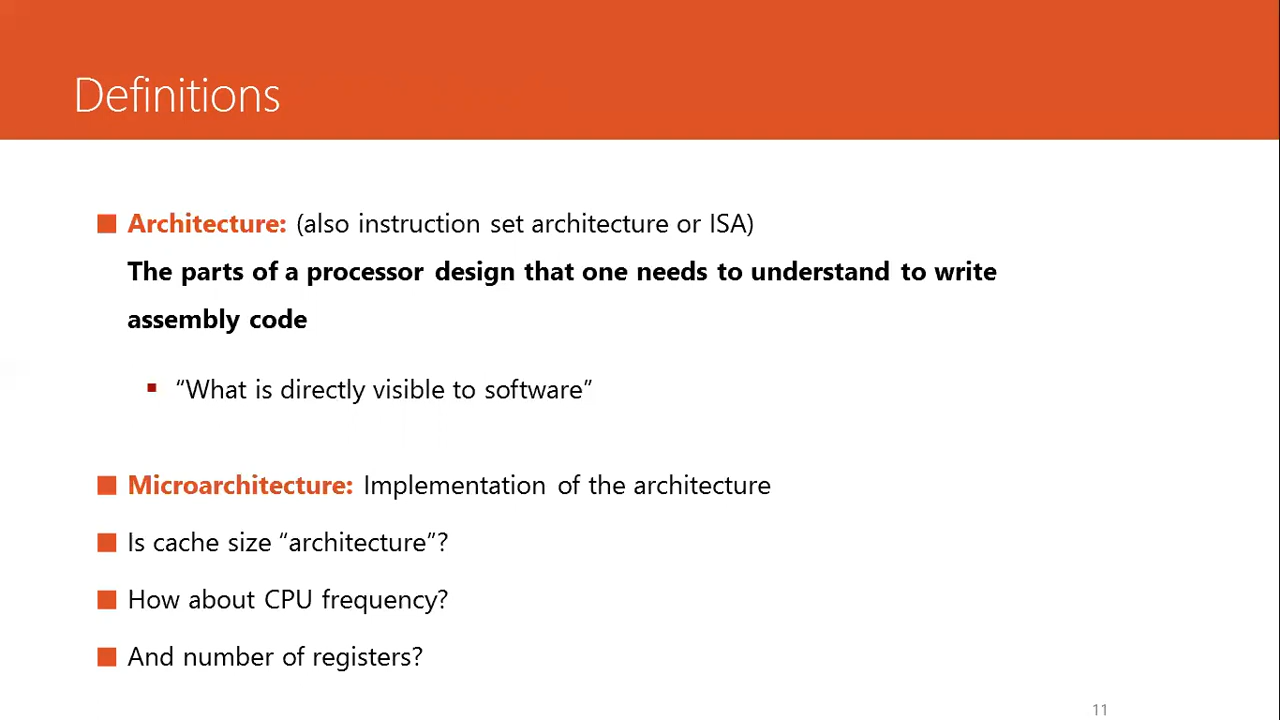 Definitions
Architecture: (also instruction set architecture or ISA)
The parts of a processor design that one needs to understand to write
assembly code
“What is directly visible to software”
Microarchitecture: Implementation of the architecture
Is cache size “architecture”?
How about CPU frequency?
And number of registers?
11